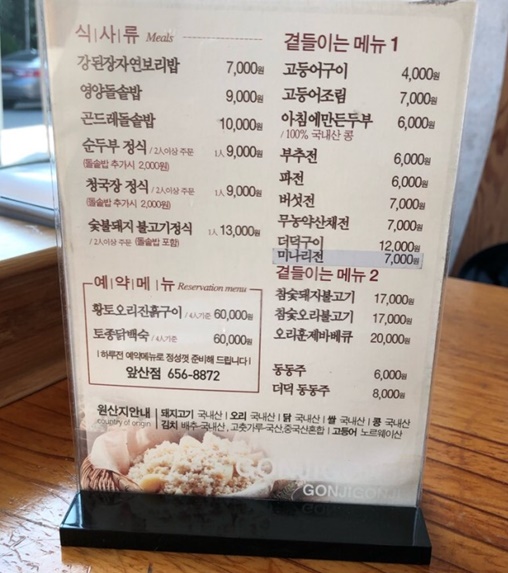 식|사|류 Meals
강된장자연보리밥 7,000원
영양돌솥밥 9,000원
곤드래돌솥밥 10,000원
순두부 정식 / 2人이상 주문 1人 9,000원
(돌솥밥 추가시 2,000원)
청국장 정식 / 2人이상 주문 1人 9,000원
(돌솥밥 추가시 2,000원)
숯불돼지 불고기정식 1人 13,000원
/ 2人이상 주문 (돌솥밥 포함)
예|약|메|뉴 Reservation menu
황토오리진흙구이 / 4人기준 60,000원
토종닭백숙 / 4人기준 60,000원
| 하루전 예약메뉴로 정성껏 준비해 드립니다 |
앞산점 656-8872
곁들이는 메뉴 1
고등어구이 4,000원
고등어조림 7,000원
아침에만든두부 6,000원
/ 100% 국내산 콩
부추전 6,000원
파전 6,000원
버섯전 7,000원
무농약산채전 7,000원
더덕구이 12,000원
미나리전 7,000원
곁들이는 메뉴 2
참숯돼지불고기 17,000원
참숯오리불고기 17,000원
오리훈제바베큐 20,000원
동동주 6,000원
더덕 동동주 8,000원
원산지안내 돼지고기 국내산 | 오리 국내산 | 닭 국내산 | 쌀 국내산 | 콩 국내산
country of origin 김치 배추-국내산, 고춧가루-국산,중국산혼합 | 고등어 노르웨이산
GONJIGONJI